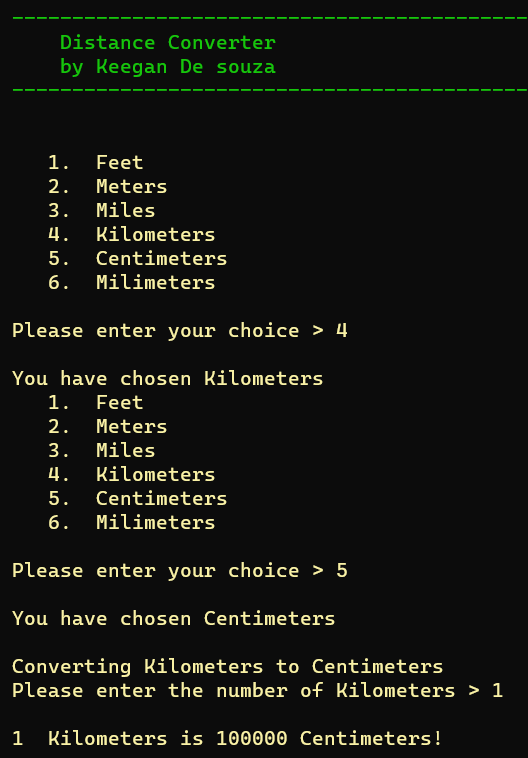 --------------------------------------------
Distance Converter
by Keegan De souza
--------------------------------------------
1. Feet
2. Meters
3. Miles
4. Kilometers
5. Centimeters
6. Milimeters
Please enter your choice > 4
You have chosen Kilometers
1. Feet
2. Meters
3. Miles
4. Kilometers
5. Centimeters
6. Milimeters
Please enter your choice > 5
You have chosen Centimeters
Converting Kilometers to Centimeters
Please enter the number of Kilometers > 1
1  Kilometers is 100000 Centimeters!